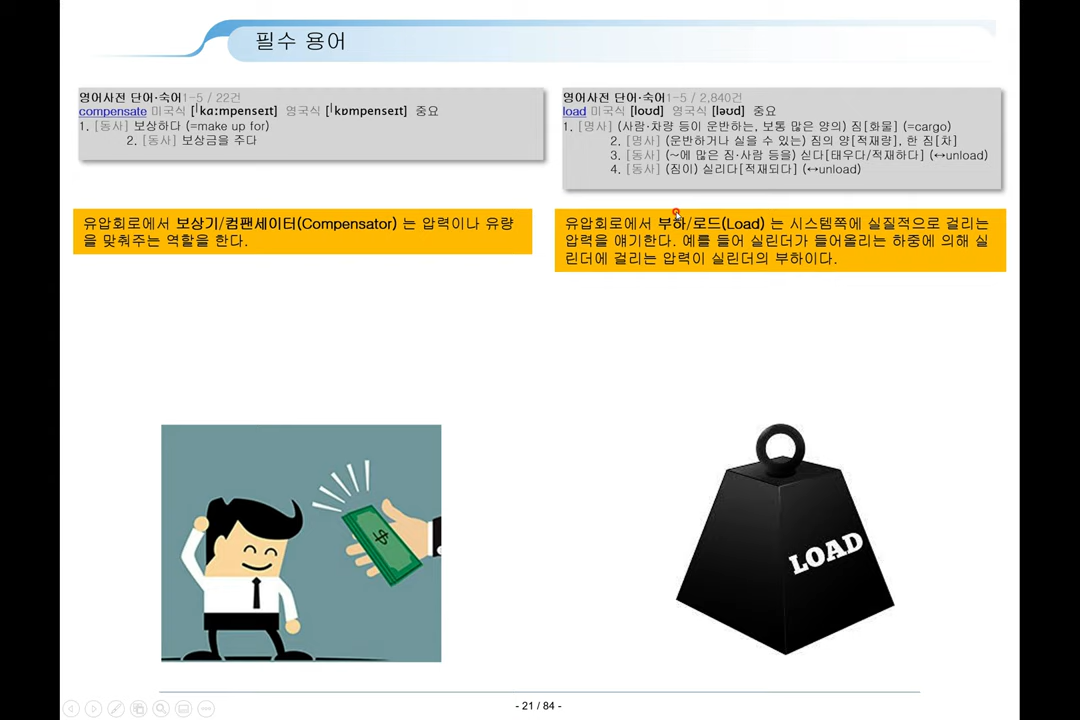 필수 용어
영어사전 단어·숙어1-5 / 22건
compensate 미국식 [|kɑ:mpenseɪt] 영국식 [|kɒmpenseɪt] 중요
1. [동사] 보상하다 (=make up for)
2. [동사] 보상금을 주다
유압회로에서 보상기/컴팬세이터(Compensator) 는 압력이나 유량
을 맞춰주는 역할을 한다.
영어사전 단어·숙어1-5 / 2,840건
load 미국식 [loʊd] 영국식 [ləʊd] 중요
1. [명사] (사람·차량 등이 운반하는, 보통 많은 양의) 짐[화물] (=cargo)
2. [명사] (운반하거나 실을 수 있는) 짐의 양[적재량], 한 짐[차]
3. [동사] (~에 많은 짐·사람 등을) 싣다[태우다/적재하다] (↔unload)
4. [동사] (짐이) 실리다[적재되다] (↔unload)
유압회로에서 부하/로드(Load) 는 시스템쪽에 실질적으로 걸리는
압력을 얘기한다. 예를 들어 실린더가 들어올리는 하중에 의해 실
린더에 걸리는 압력이 실린더의 부하이다.
$
LOAD
- 21 / 84 -